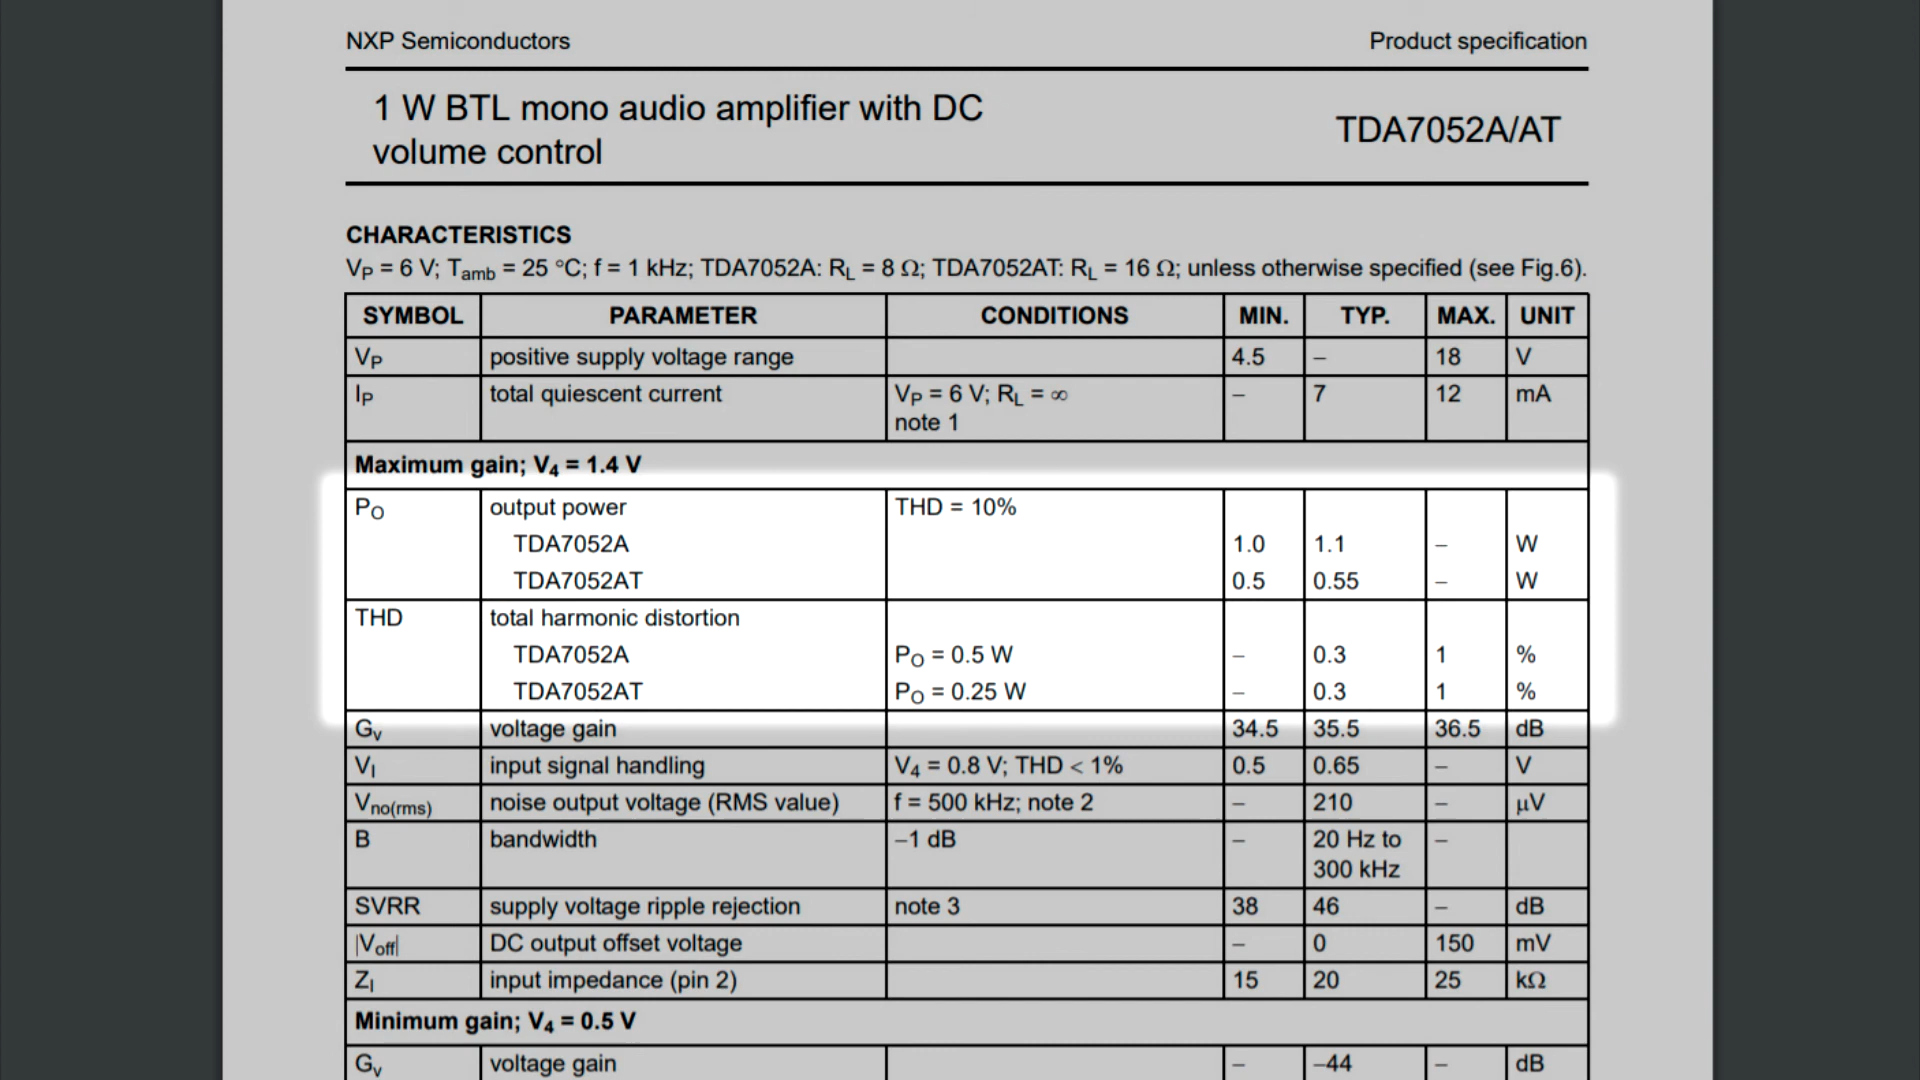 NXP Semiconductors Product specification
1 W BTL mono audio amplifier with DC
volume control
TDA7052A/AT
CHARACTERISTICS
VP = 6 V; Tamb = 25 °C; f = 1 kHz; TDA7052A: RL = 8 Ω; TDA7052AT: RL = 16 Ω; unless otherwise specified (see Fig.6).
SYMBOL PARAMETER CONDITIONS MIN. TYP. MAX. UNIT
VP positive supply voltage range 4.5 – 18 V
IP total quiescent current VP = 6 V; RL = ∞ – 7 12 mA
note 1
Maximum gain; V4 = 1.4 V
PO output power THD = 10%
TDA7052A 1.0 1.1 – W
TDA7052AT 0.5 0.55 – W
THD total harmonic distortion
TDA7052A PO = 0.5 W – 0.3 1 %
TDA7052AT PO = 0.25 W – 0.3 1 %
Gv voltage gain 34.5 35.5 36.5 dB
VI input signal handling V4 = 0.8 V; THD < 1% 0.5 0.65 – V
Vno(rms) noise output voltage (RMS value) f = 500 kHz; note 2 – 210 – μV
B bandwidth –1 dB – 20 Hz to –
300 kHz
SVRR supply voltage ripple rejection note 3 38 46 – dB
|Voff| DC output offset voltage – 0 150 mV
ZI input impedance (pin 2) 15 20 25 kΩ
Minimum gain; V4 = 0.5 V
Gv voltage gain – –44 – dB